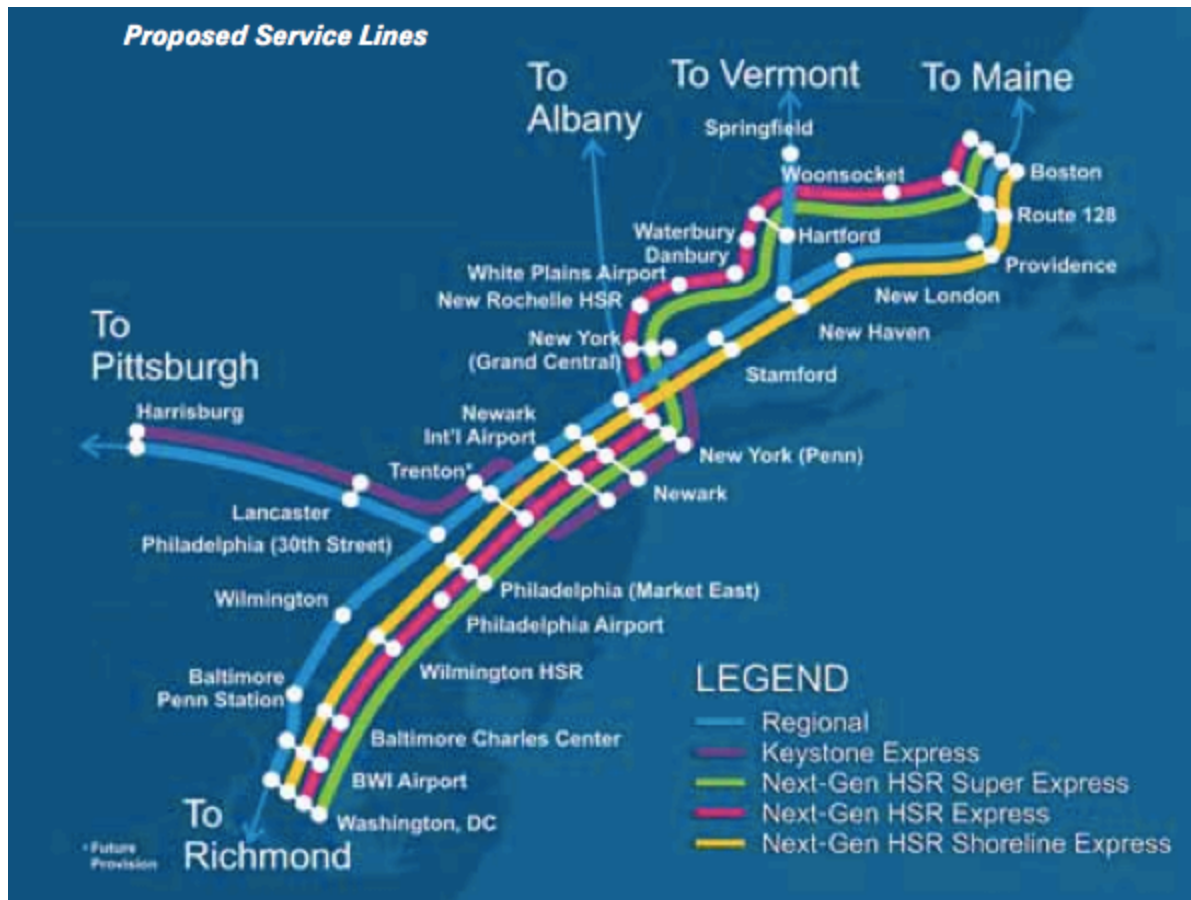 Proposed Service Lines
To
Albany
To Vermont
To Maine
Springfield
Woonsocket
Boston
Route 128
Waterbury
Hartford
Danbury
Providence
White Plains Airport
New Rochelle HSR
New London
New Haven
New York
(Grand Central)
Stamford
To
Pittsburgh
Harrisburg
Newark
Int'l Airport
New York (Penn)
Trenton*
Newark
Lancaster
Philadelphia (30th Street)
Philadelphia (Market East)
Wilmington
Philadelphia Airport
Wilmington HSR
Baltimore
Penn Station
Baltimore Charles Center
BWI Airport
Washington, DC
To
Richmond
* Future
Provision
LEGEND
Regional
Keystone Express
Next-Gen HSR Super Express
Next-Gen HSR Express
Next-Gen HSR Shoreline Express